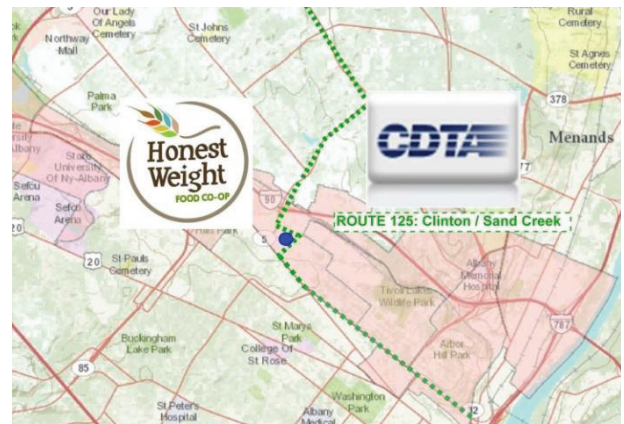 Our Lady
Of Angels
Cemetery
St Johns
Cemetery
Rural
Cemetery
Northway
Mall
St Agnes
Cemetery
Palma
Park
378
Honest
Weight
FOOD CO-OP
CDTA
Menands
State
University
Of Ny-Albany
Sefcu
Arena
Sefcu
Arena
90
ROUTE 125: Clinton / Sand Creek
20
5
20
St Pauls
Cemetery
Albany
Memorial
Hospital
Tivoli Lakes
Wildlife Park
787
St Marys
Park
Buckingham
Lake Park
College Of
St Rose
Arbor
Hill Park
85
Washington
Park
St Peter's
Hospital
Albany
Medical